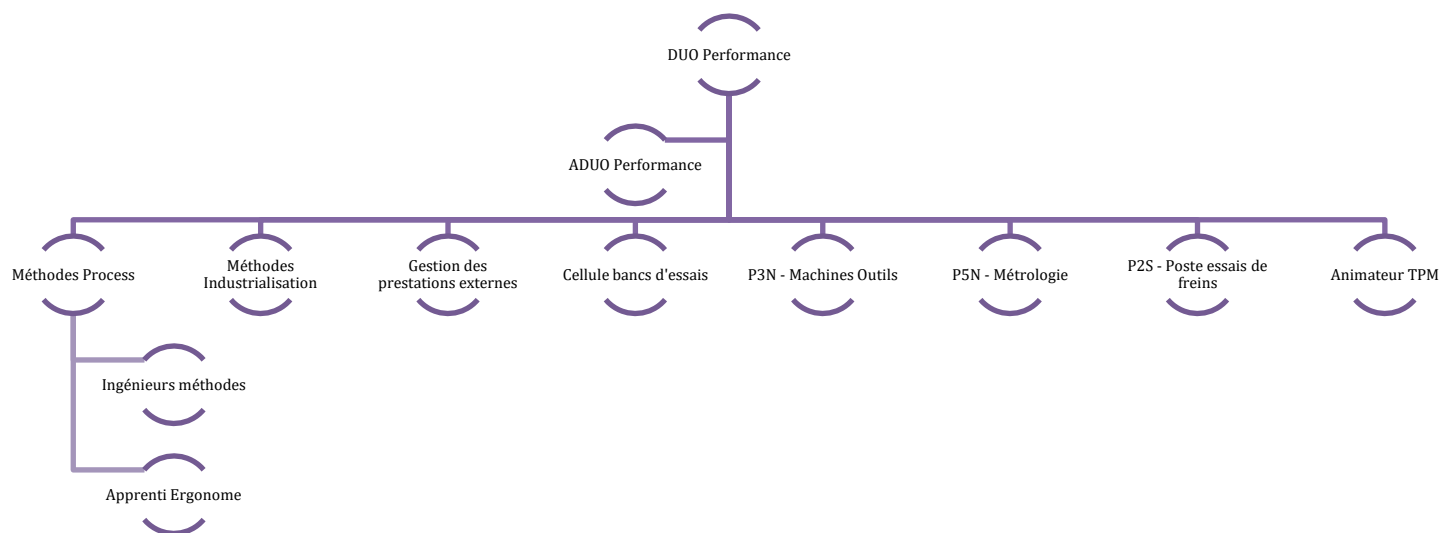 DUO Performance
ADUO Performance
Méthodes Process
Méthodes
Industrialisation
Gestion des
prestations externes
Cellule bancs d'essais
P3N - Machines Outils
P5N - Métrologie
P2S - Poste essais de
freins
Animateur TPM
Ingénieurs méthodes
Apprenti Ergonome